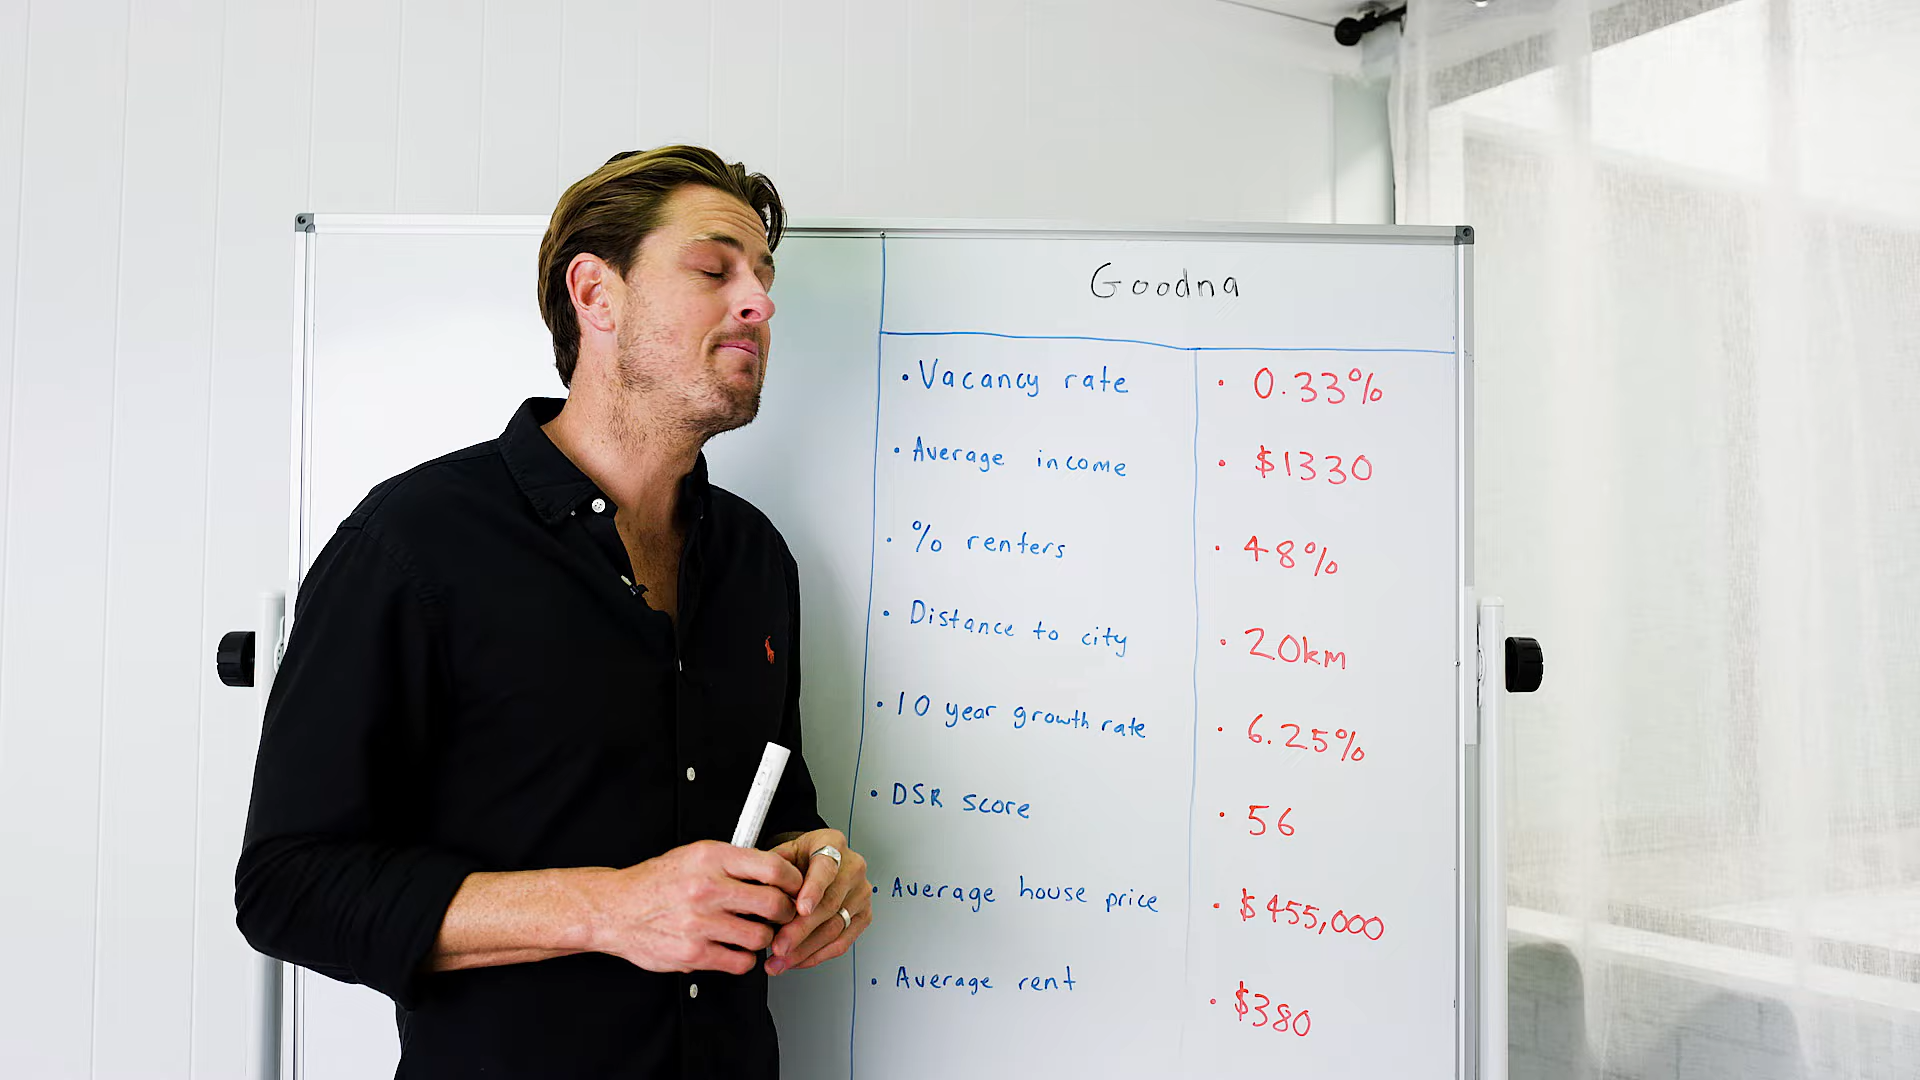 Goodna
• Vacancy rate • 0.33%
• Average income • $1330
• % renters • 48%
• Distance to city • 20km
• 10 year growth rate • 6.25%
• DSR score • 56
• Average house price • $455,000
• Average rent • $380